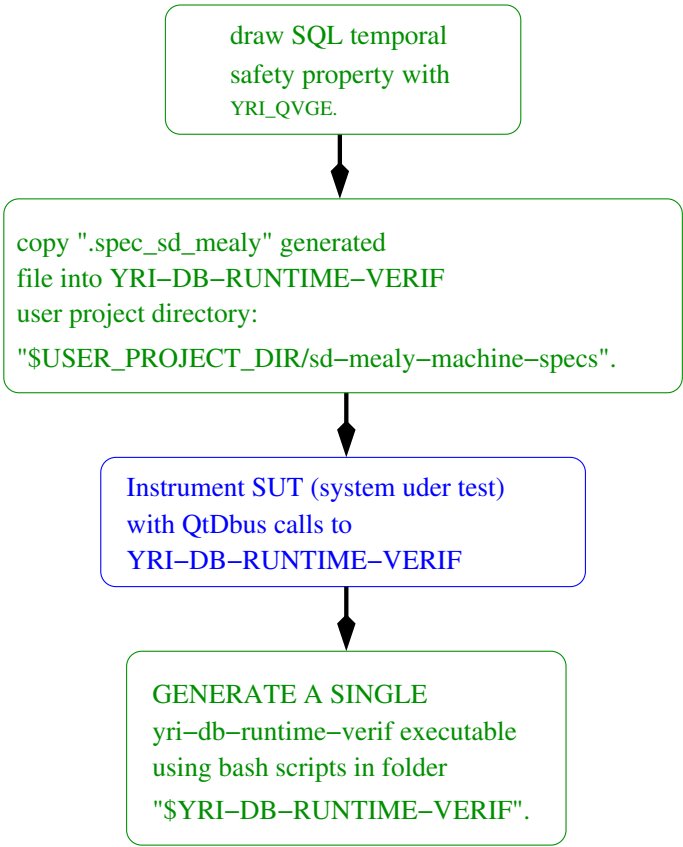 draw SQL temporal
safety property with
YRI_QVGE.
copy ".spec_sd_mealy" generated
file into YRI−DB−RUNTIME−VERIF
user project directory:
"$USER_PROJECT_DIR/sd−mealy−machine−specs".
Instrument SUT (system uder test)
with QtDbus calls to
YRI−DB−RUNTIME−VERIF
GENERATE A SINGLE
yri−db−runtime−verif executable
using bash scripts in folder
"$YRI−DB−RUNTIME−VERIF".